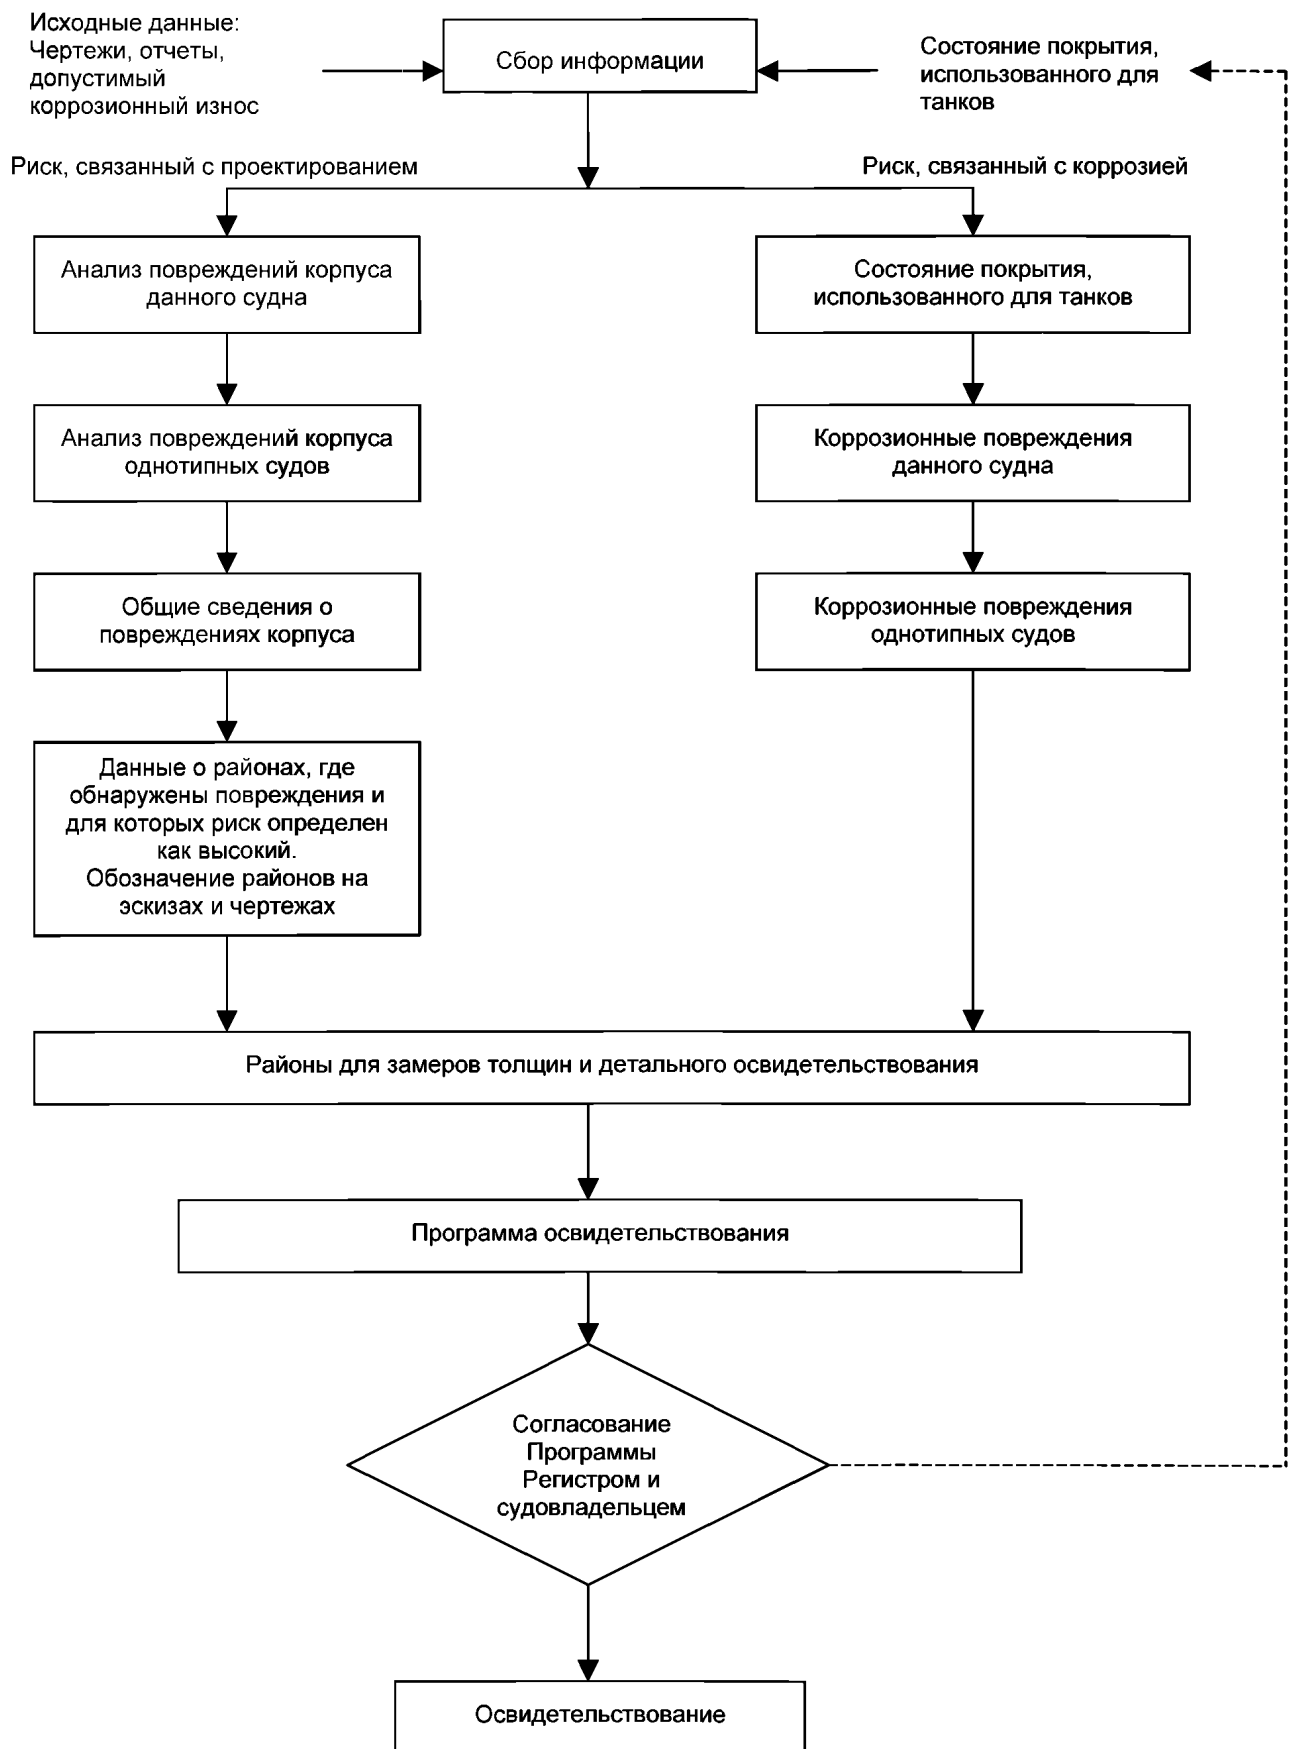 Исходные данные:
Чертежи, отчеты,
допустимый
коррозионный износ
Сбор информации
Состояние покрытия,
использованного для
танков
Риск, связанный с проектированием
Риск, связанный с коррозией
Анализ повреждений корпуса
данного судна
Состояние покрытия,
использованного для танков
Анализ повреждений корпуса
однотипных судов
Коррозионные повреждения
данного судна
Общие сведения о
повреждениях корпуса
Коррозионные повреждения
однотипных судов
Данные о районах, где
обнаружены повреждения и
для которых риск определен
как высокий.
Обозначение районов на
эскизах и чертежах
Районы для замеров толщин и детального освидетельствования
Программа освидетельствования
Согласование
Программы
Регистром и
судовладельцем
Освидетельствование